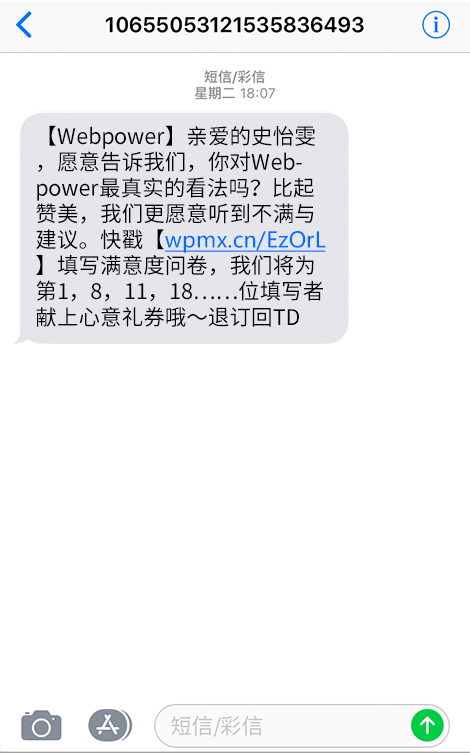 10655053121535836493
短信/彩信
星期二 18:07
【Webpower】亲爱的史怡雯
，愿意告诉我们，你对Web-
power最真实的看法吗？比起
赞美，我们更愿意听到不满与
建议。快戳【wpmx.cn/EzOrL
】填写满意度问卷，我们将为
第1，8，11，18……位填写者
献上心意礼券哦～退订回TD
短信/彩信